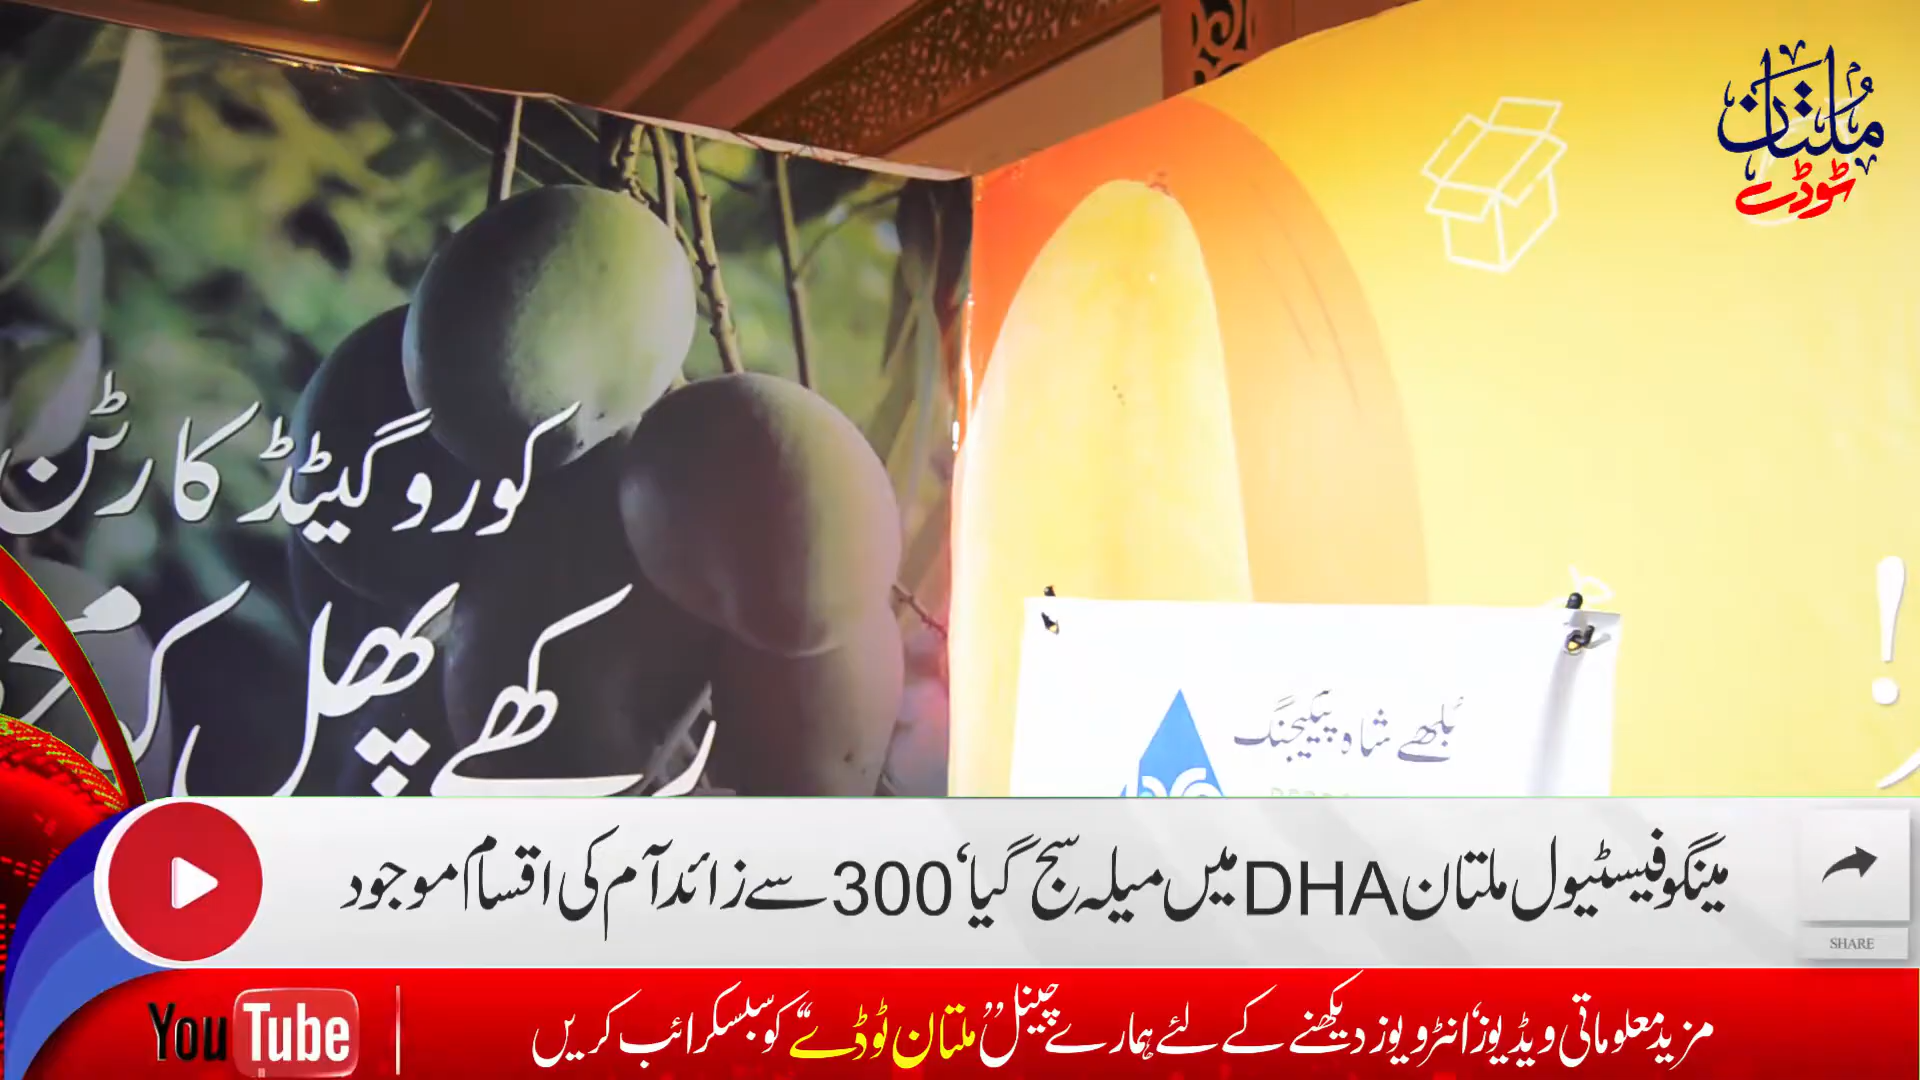 ملتان
ٹوڈے
کوروگیٹڈ کارٹن
رکھے پھل کو
!
بُلھے شاہ پیکیجنگ
مینگو فیسٹیول ملتان DHA میں میلہ سج گیا، 300 سے زائد آم کی اقسام موجود
SHARE
YouTube
مزید معلوماتی ویڈیوز، انٹرویوز دیکھنے کے لئے ہمارے چینل "ملتان ٹوڈے" کو سبسکرائب کریں